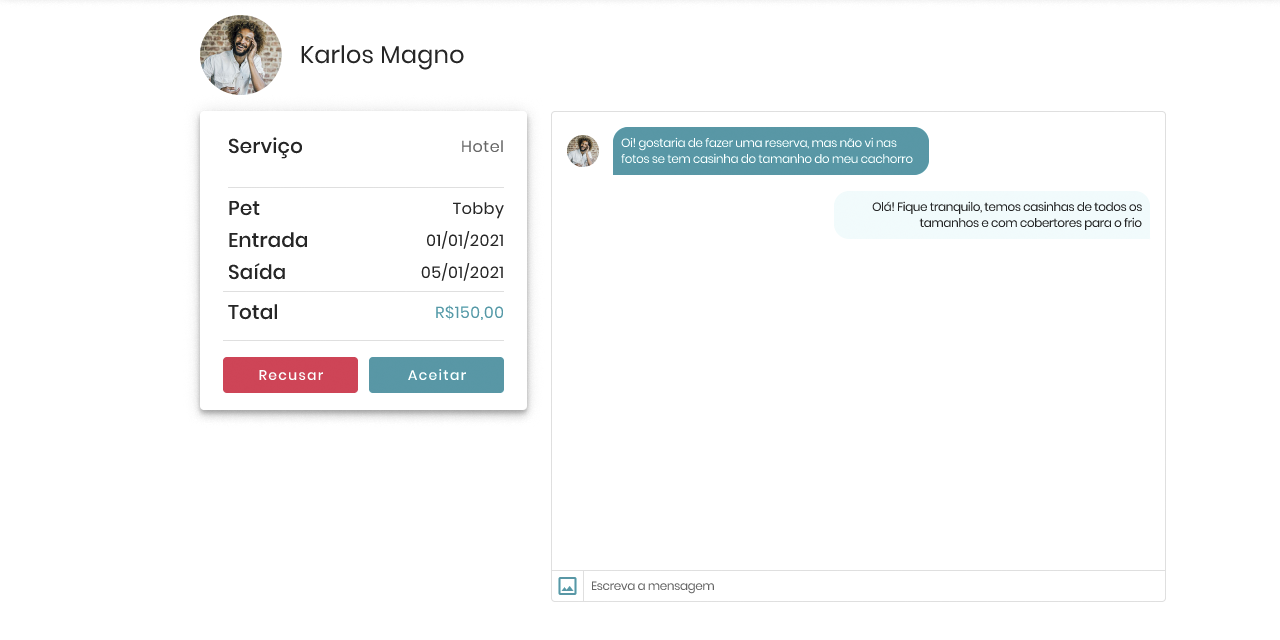 Karlos Magno
Serviço Hotel
Pet Tobby
Entrada 01/01/2021
Saída 05/01/2021
Total R$150,00
Recusar Aceitar
Oi! gostaria de fazer uma reserva, mas não vi nas
fotos se tem casinha do tamanho do meu cachorro
Olá! Fique tranquilo, temos casinhas de todos os
tamanhos e com cobertores para o frio
Escreva a mensagem